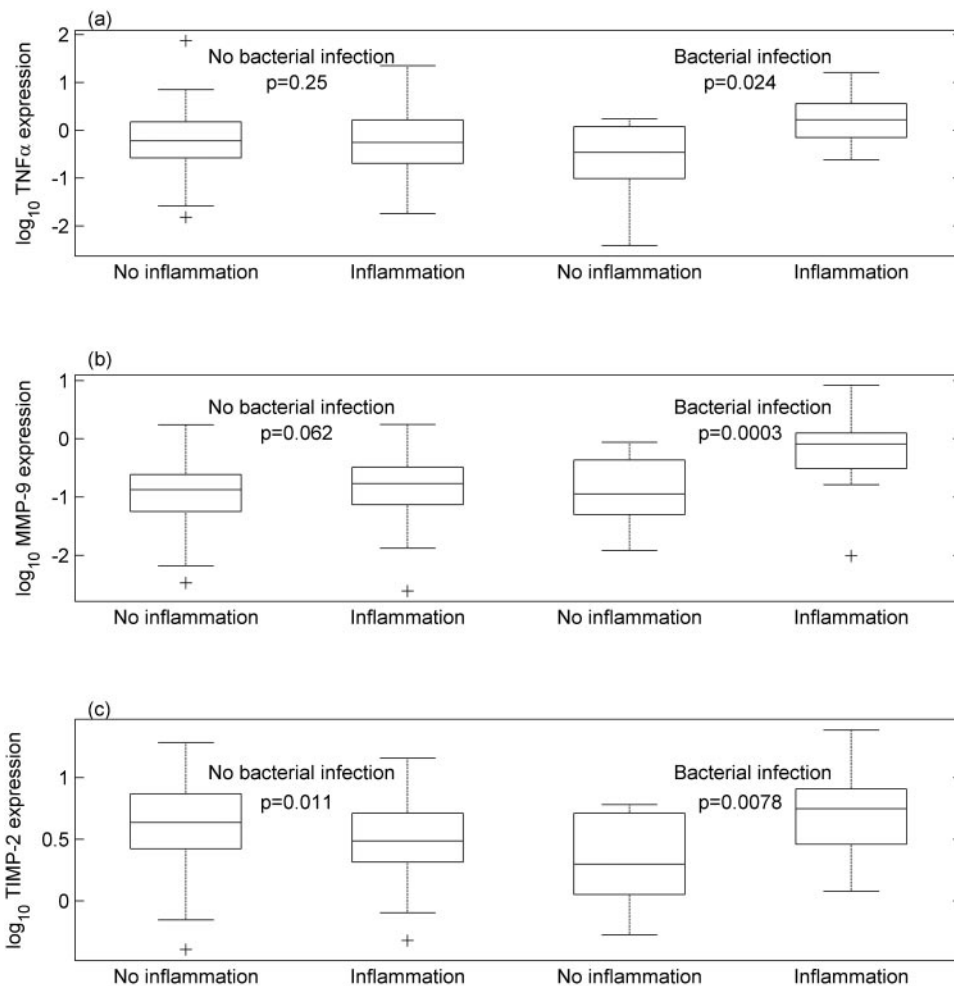 (a)
2
1
0
-1
-2
log10 TNFα expression
No bacterial infection
p=0.25
Bacterial infection
p=0.024
No inflammation Inflammation No inflammation Inflammation
(b)
1
0
-1
-2
log10 MMP-9 expression
No bacterial infection
p=0.062
Bacterial infection
p=0.0003
No inflammation Inflammation No inflammation Inflammation
(c)
1
0.5
0
log10 TIMP-2 expression
No bacterial infection
p=0.011
Bacterial infection
p=0.0078
No inflammation Inflammation No inflammation Inflammation